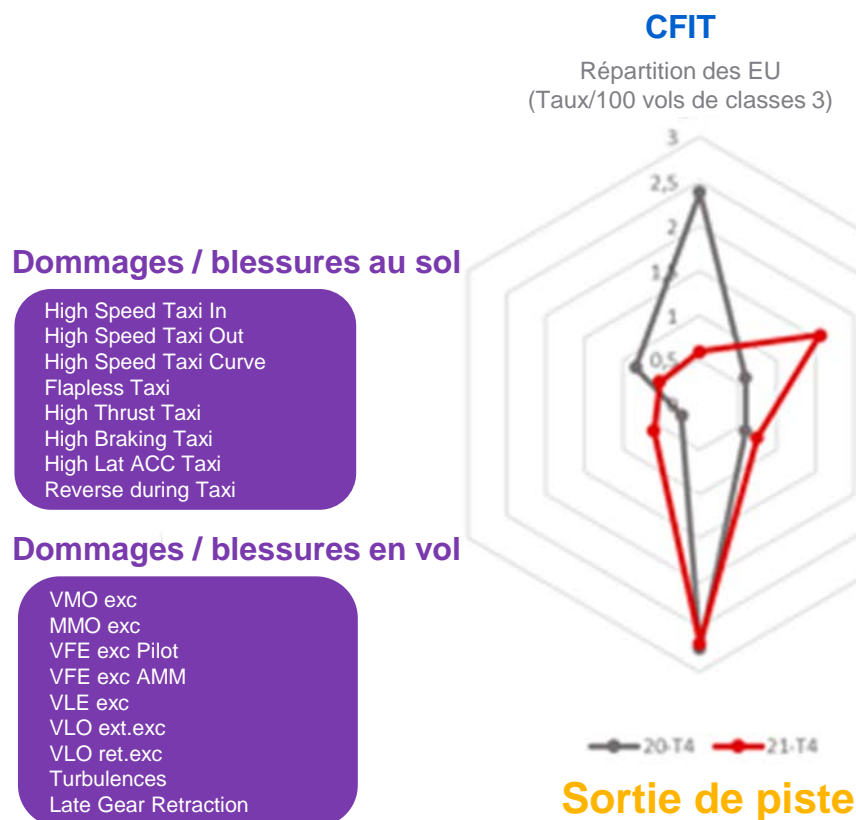 CFIT
Répartition des EU
(Taux/100 vols de classes 3)
3
2,5
2
1,5
1
0,5
Dommages / blessures au sol
High Speed Taxi In
High Speed Taxi Out
High Speed Taxi Curve
Flapless Taxi
High Thrust Taxi
High Braking Taxi
High Lat ACC Taxi
Reverse during Taxi
Dommages / blessures en vol
VMO exc
MMO exc
VFE exc Pilot
VFE exc AMM
VLE exc
VLO ext.exc
VLO ret.exc
Turbulences
Late Gear Retraction
20-T4 21-T4
Sortie de piste